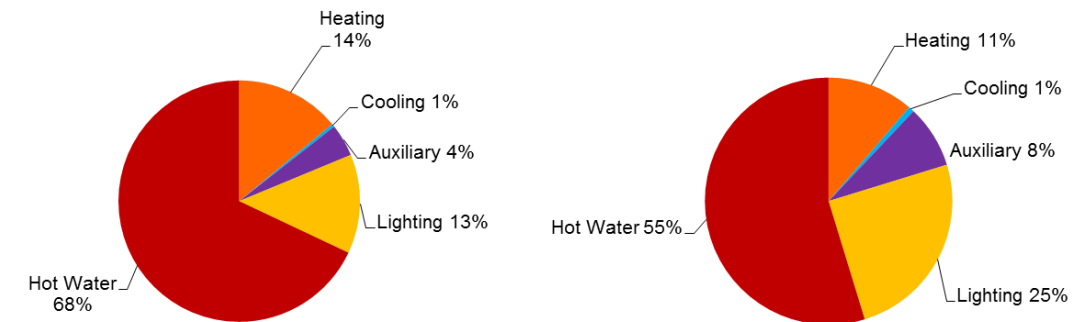 Heating
14%
Cooling 1%
Auxiliary 4%
Lighting 13%
Hot Water
68%
Heating 11%
Cooling 1%
Auxiliary 8%
Hot Water 55%
Lighting 25%